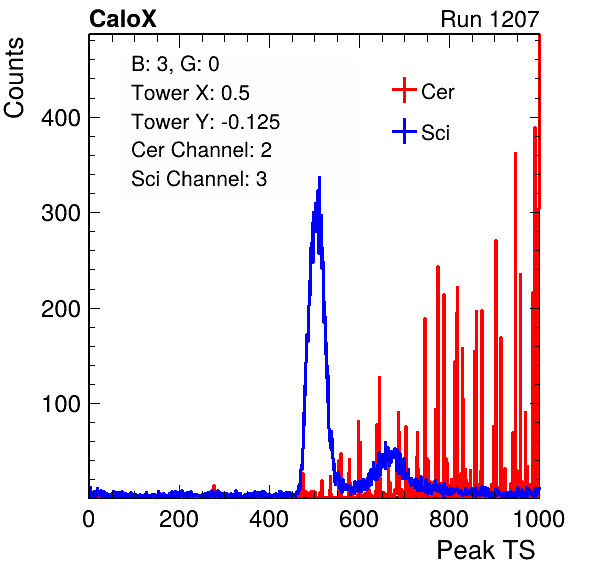 CaloX Run 1207
Counts
B: 3, G: 0
Tower X: 0.5
Tower Y: -0.125
Cer Channel: 2
Sci Channel: 3
Cer
Sci
400
300
200
100
0 200 400 600 800 1000
Peak TS